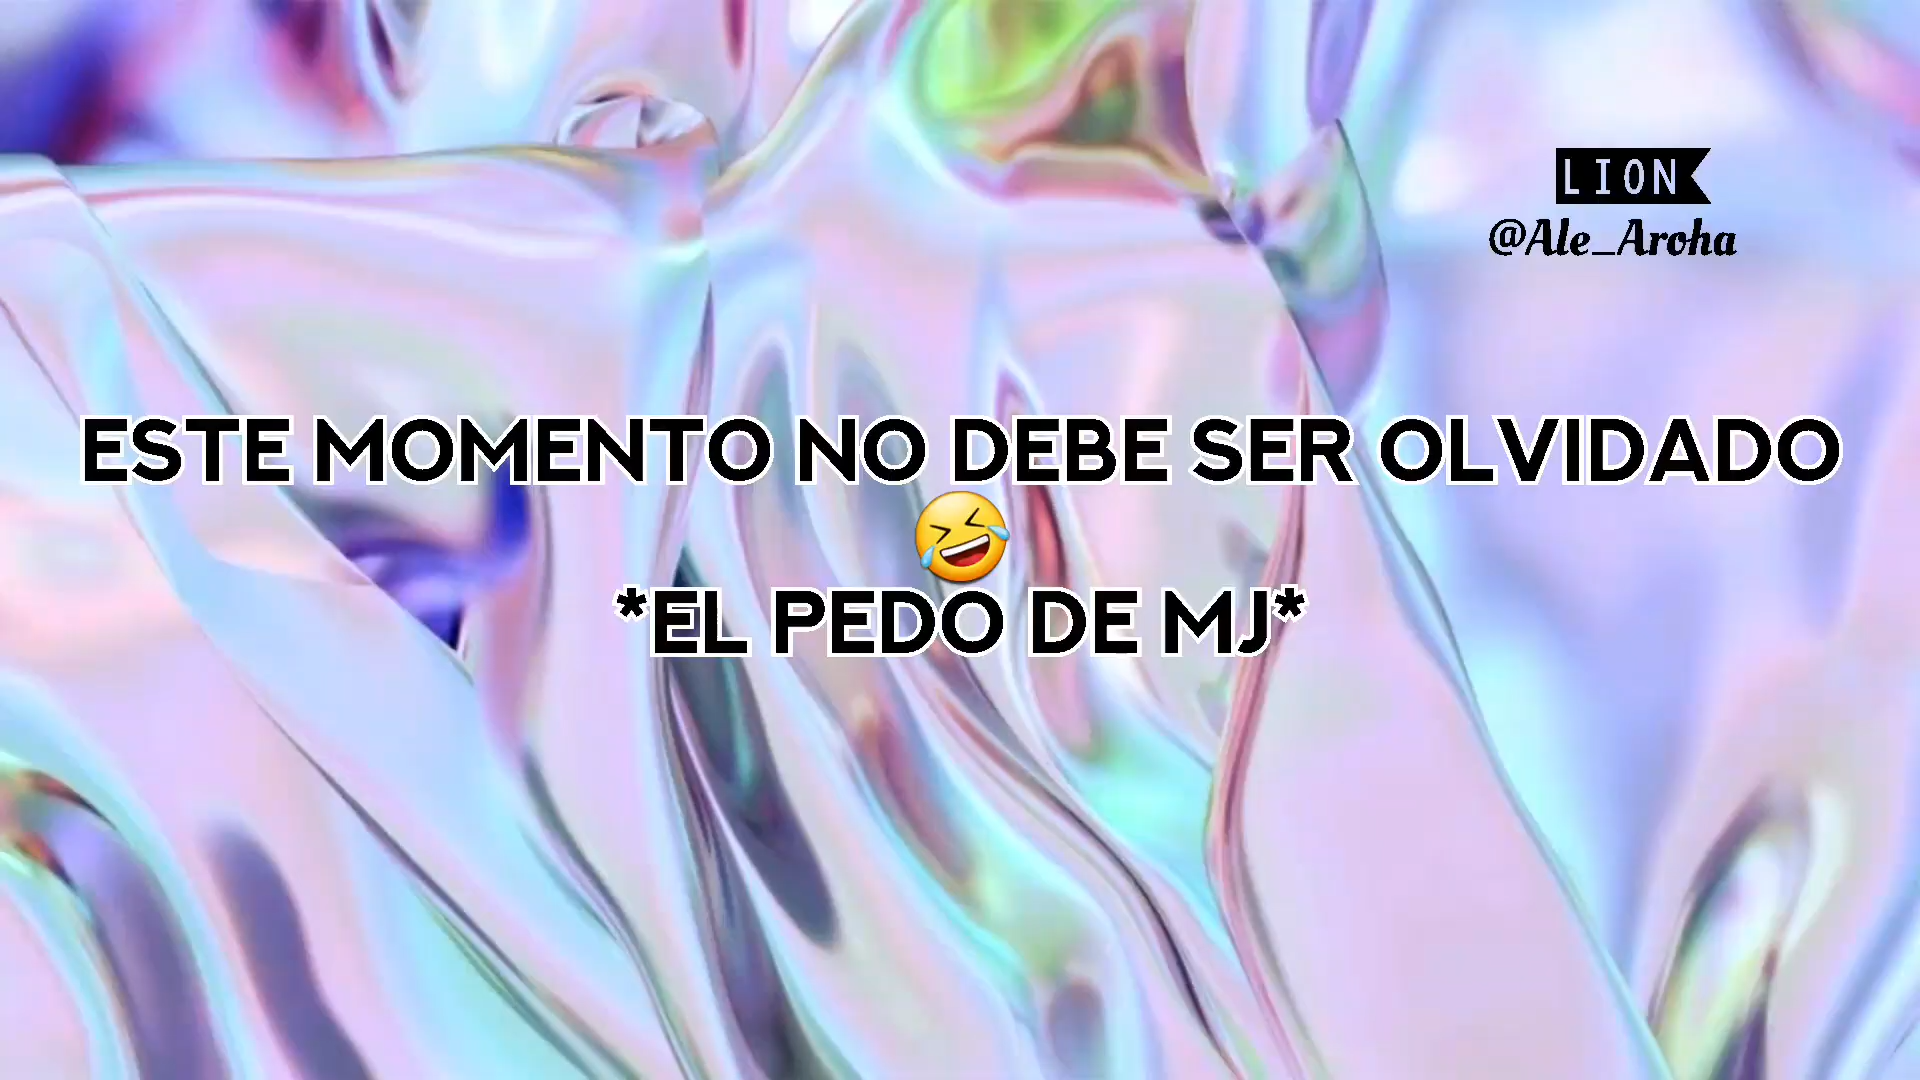 LION
@Ale_Aroha
ESTE MOMENTO NO DEBE SER OLVIDADO
🤣
*EL PEDO DE MJ*